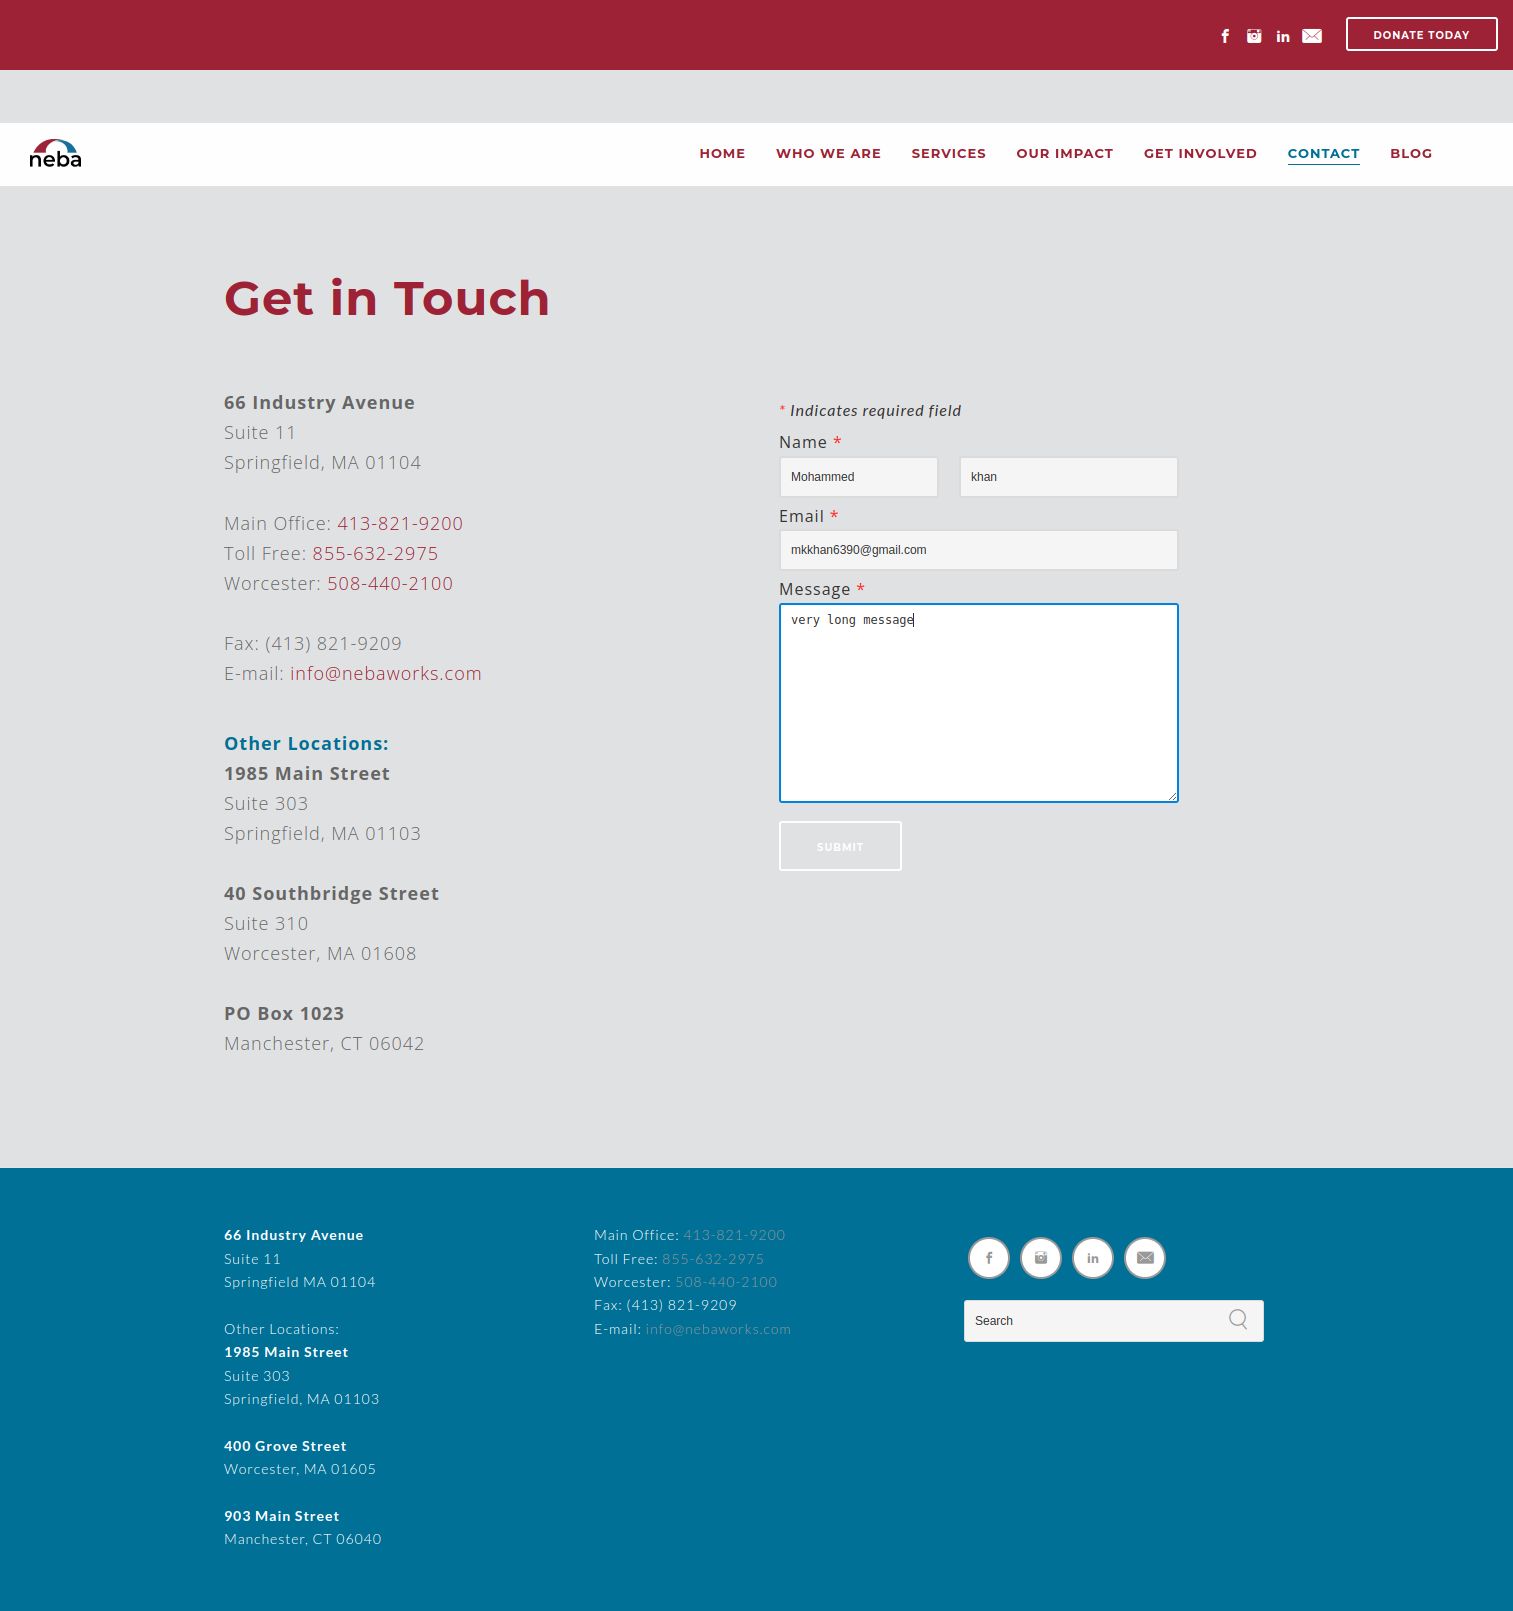 DONATE TODAY
neba
HOME WHO WE ARE SERVICES OUR IMPACT GET INVOLVED CONTACT BLOG
Get in Touch
66 Industry Avenue
Suite 11
Springfield, MA 01104
Main Office: 413-821-9200
Toll Free: 855-632-2975
Worcester: 508-440-2100
Fax: (413) 821-9209
E-mail: info@nebaworks.com
Other Locations:
1985 Main Street
Suite 303
Springfield, MA 01103
40 Southbridge Street
Suite 310
Worcester, MA 01608
PO Box 1023
Manchester, CT 06042
* Indicates required field
Name *
Mohammed khan
Email *
mkkhan6390@gmail.com
Message *
very long message
SUBMIT
66 Industry Avenue
Suite 11
Springfield MA 01104
Other Locations:
1985 Main Street
Suite 303
Springfield, MA 01103
400 Grove Street
Worcester, MA 01605
903 Main Street
Manchester, CT 06040
Main Office: 413-821-9200
Toll Free: 855-632-2975
Worcester: 508-440-2100
Fax: (413) 821-9209
E-mail: info@nebaworks.com
Search